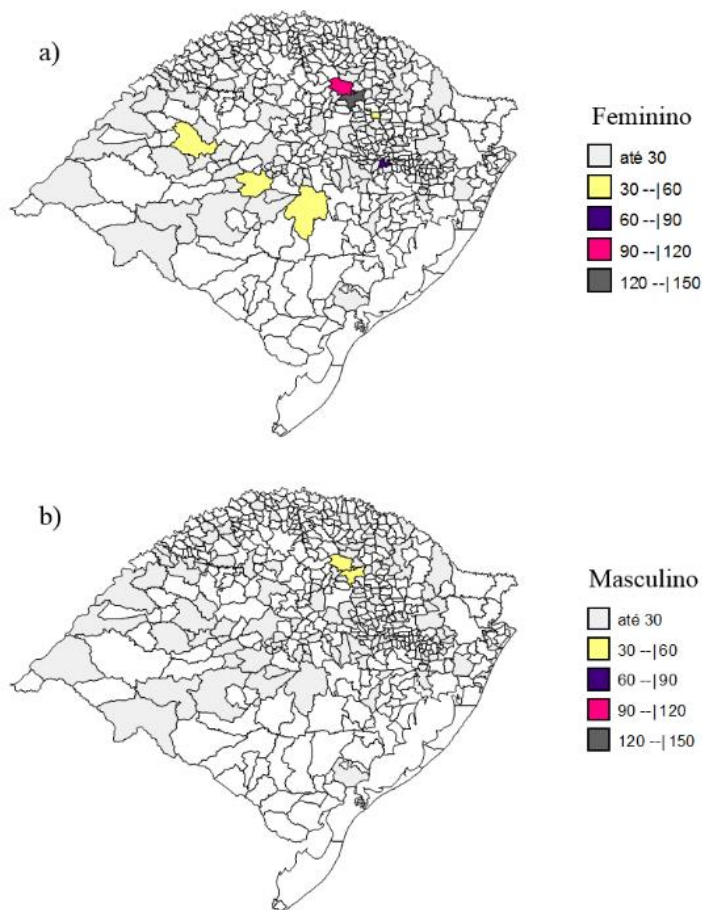 a)
Feminino
até 30
30 --| 60
60 --| 90
90 --| 120
120 --| 150
b)
Masculino
até 30
30 --| 60
60 --| 90
90 --| 120
120 --| 150